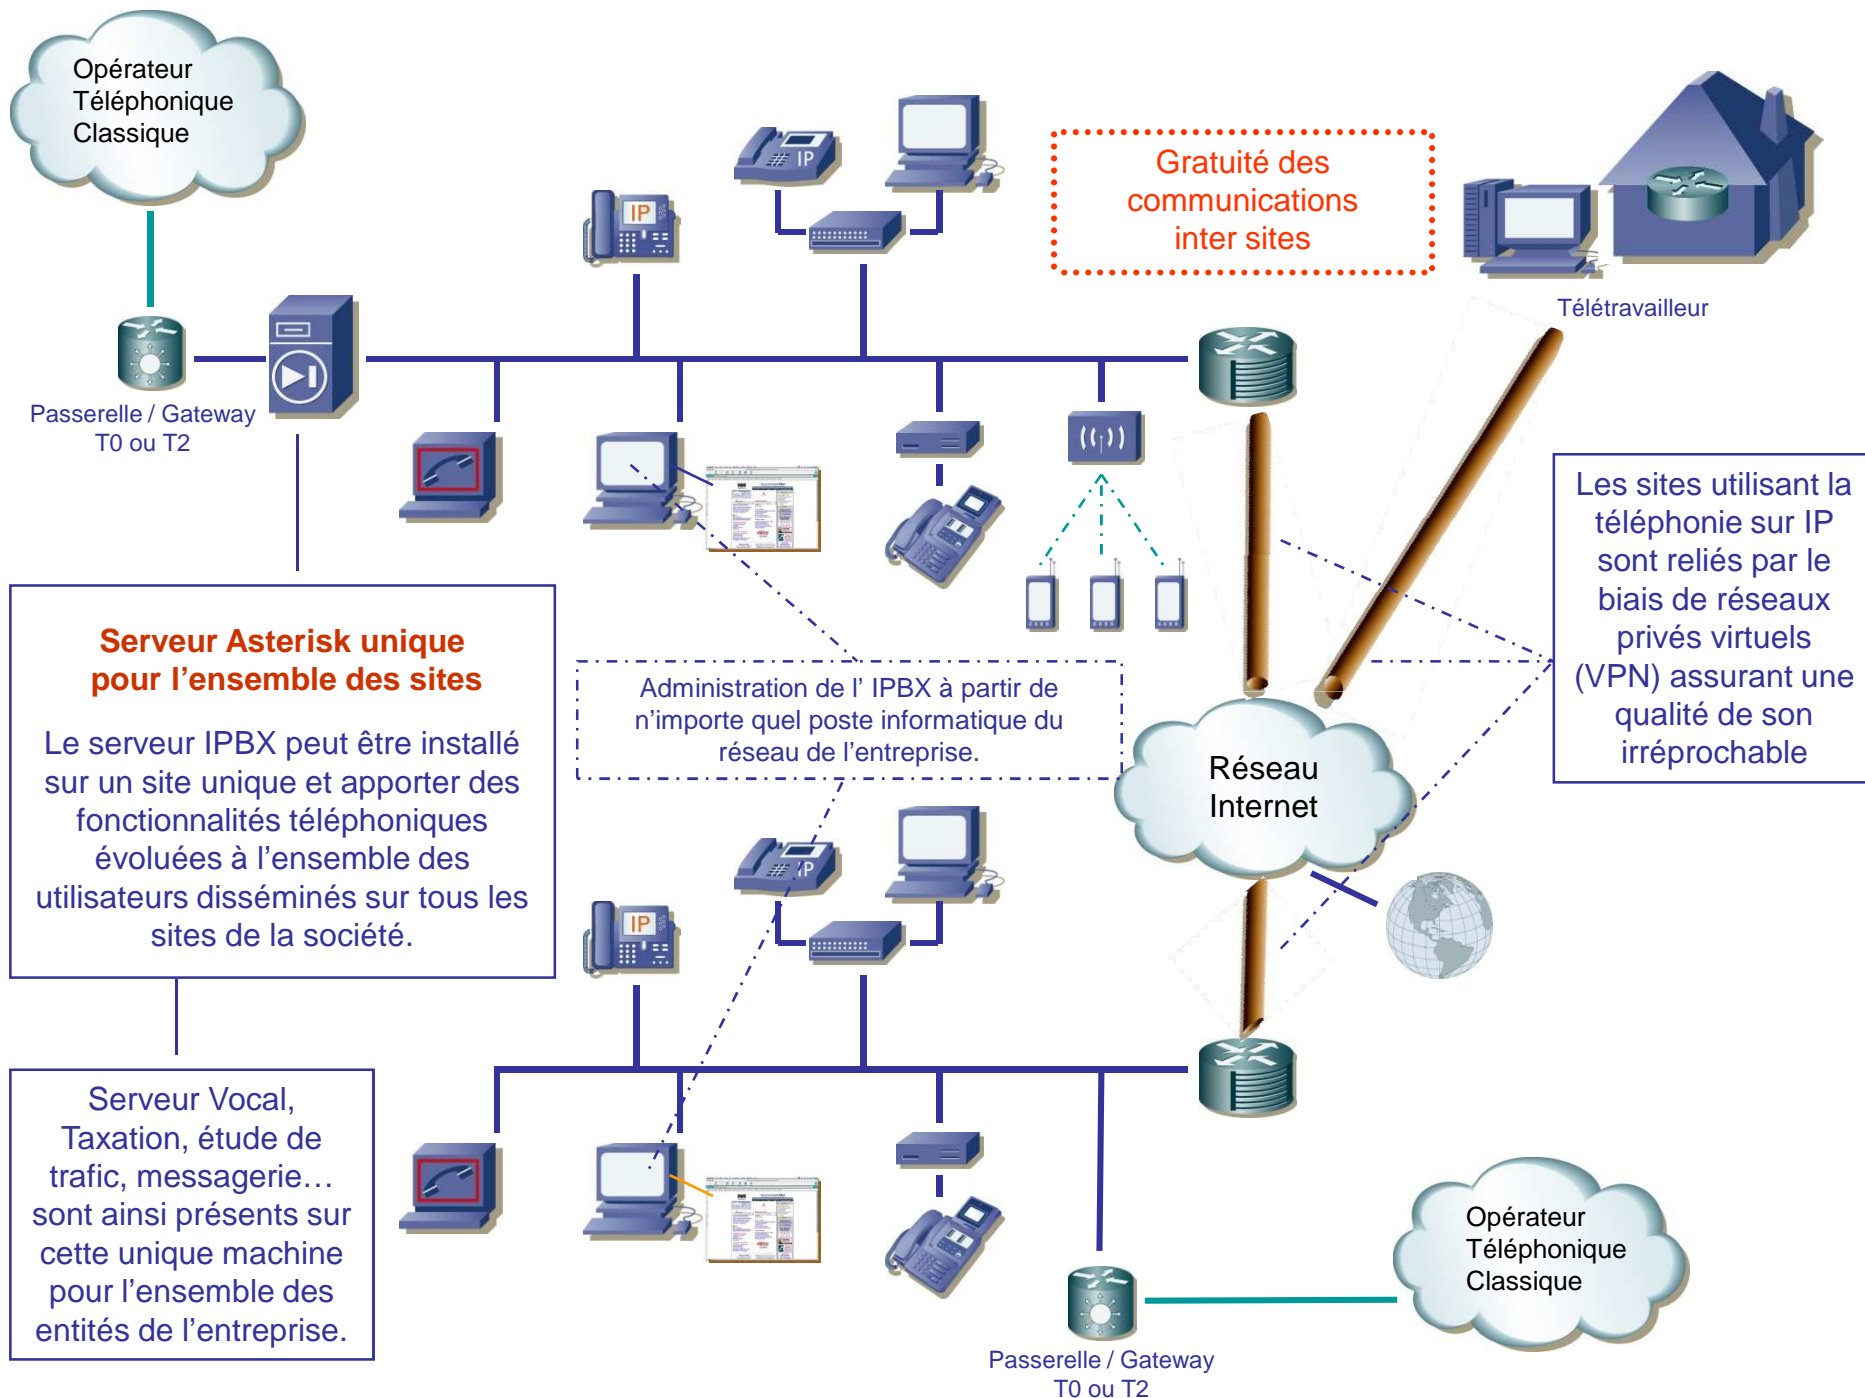 Opérateur
Téléphonique
Classique
IP
IP
Gratuité des
communications
inter sites
Télétravailleur
Passerelle / Gateway
T0 ou T2
Les sites utilisant la
téléphonie sur IP
sont reliés par le
biais de réseaux
privés virtuels
(VPN) assurant une
qualité de son
irréprochable
Serveur Asterisk unique
pour l’ensemble des sites
Le serveur IPBX peut être installé
sur un site unique et apporter des
fonctionnalités téléphoniques
évoluées à l’ensemble des
utilisateurs disséminés sur tous les
sites de la société.
Administration de l’ IPBX à partir de
n’importe quel poste informatique du
réseau de l’entreprise.
Réseau
Internet
IP
IP
Serveur Vocal,
Taxation, étude de
trafic, messagerie…
sont ainsi présents sur
cette unique machine
pour l’ensemble des
entités de l’entreprise.
Opérateur
Téléphonique
Classique
Passerelle / Gateway
T0 ou T2